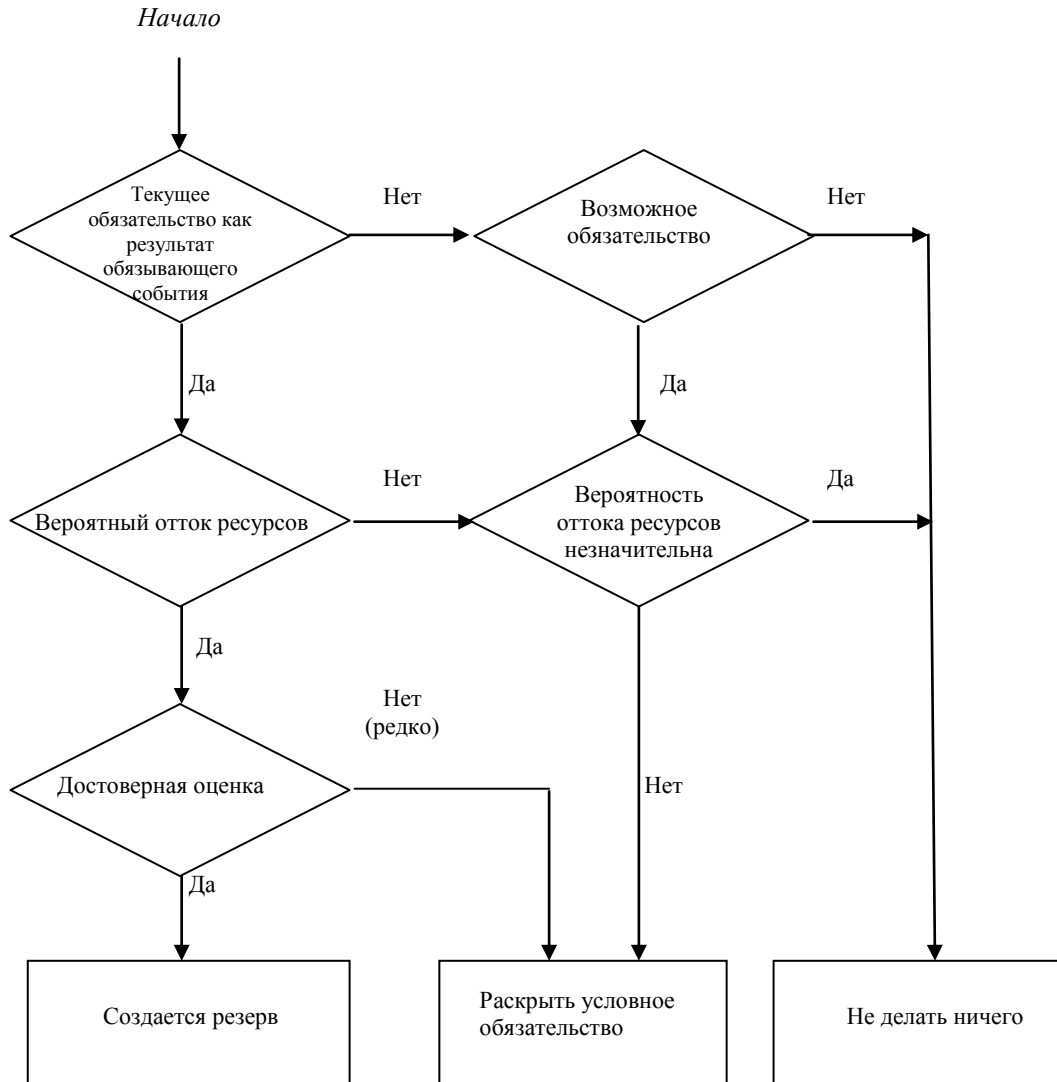 Начало
Текущее
обязательство как
результат
обязывающего
события
Нет
Возможное
обязательство
Нет
Да
Да
Вероятный отток ресурсов
Нет
Вероятность
оттока ресурсов
незначительна
Да
Да
Нет
(редко)
Достоверная оценка
Нет
Да
Создается резерв
Раскрыть условное
обязательство
Не делать ничего